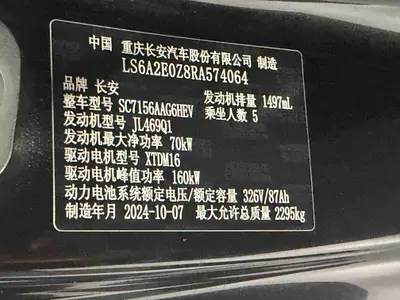 中国 重庆长安汽车股份有限公司 制造
LS6A2E0Z8RA574064
品牌 长安 发动机排量 1497mL
整车型号 SC7156AAG6HEV 乘坐人数 5
发动机型号 JL469Q1
发动机最大净功率 70kW
驱动电机型号 XTDM16
驱动电机峰值功率 160kW
动力电池系统额定电压/额定容量 326V/87Ah
制造年月 2024-10-07 最大允许总质量 2295kg